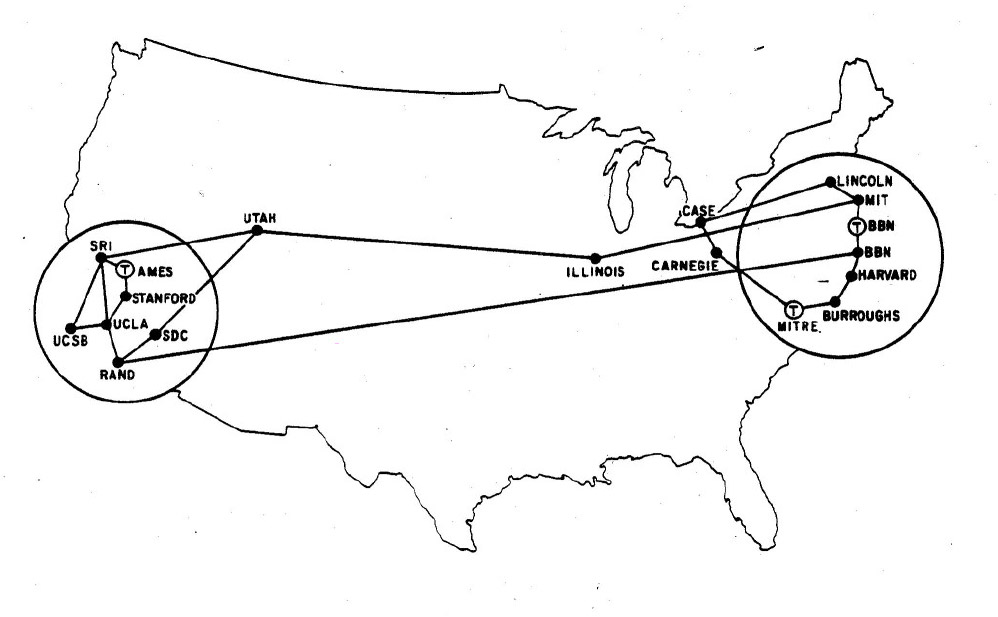 LINCOLN
MIT
CASE
UTAH
T BBN
SRI
BBN
T AMES
ILLINOIS
CARNEGIE
HARVARD
STANFORD
T
BURROUGHS
UCLA
MITRE
UCSB
SDC
RAND